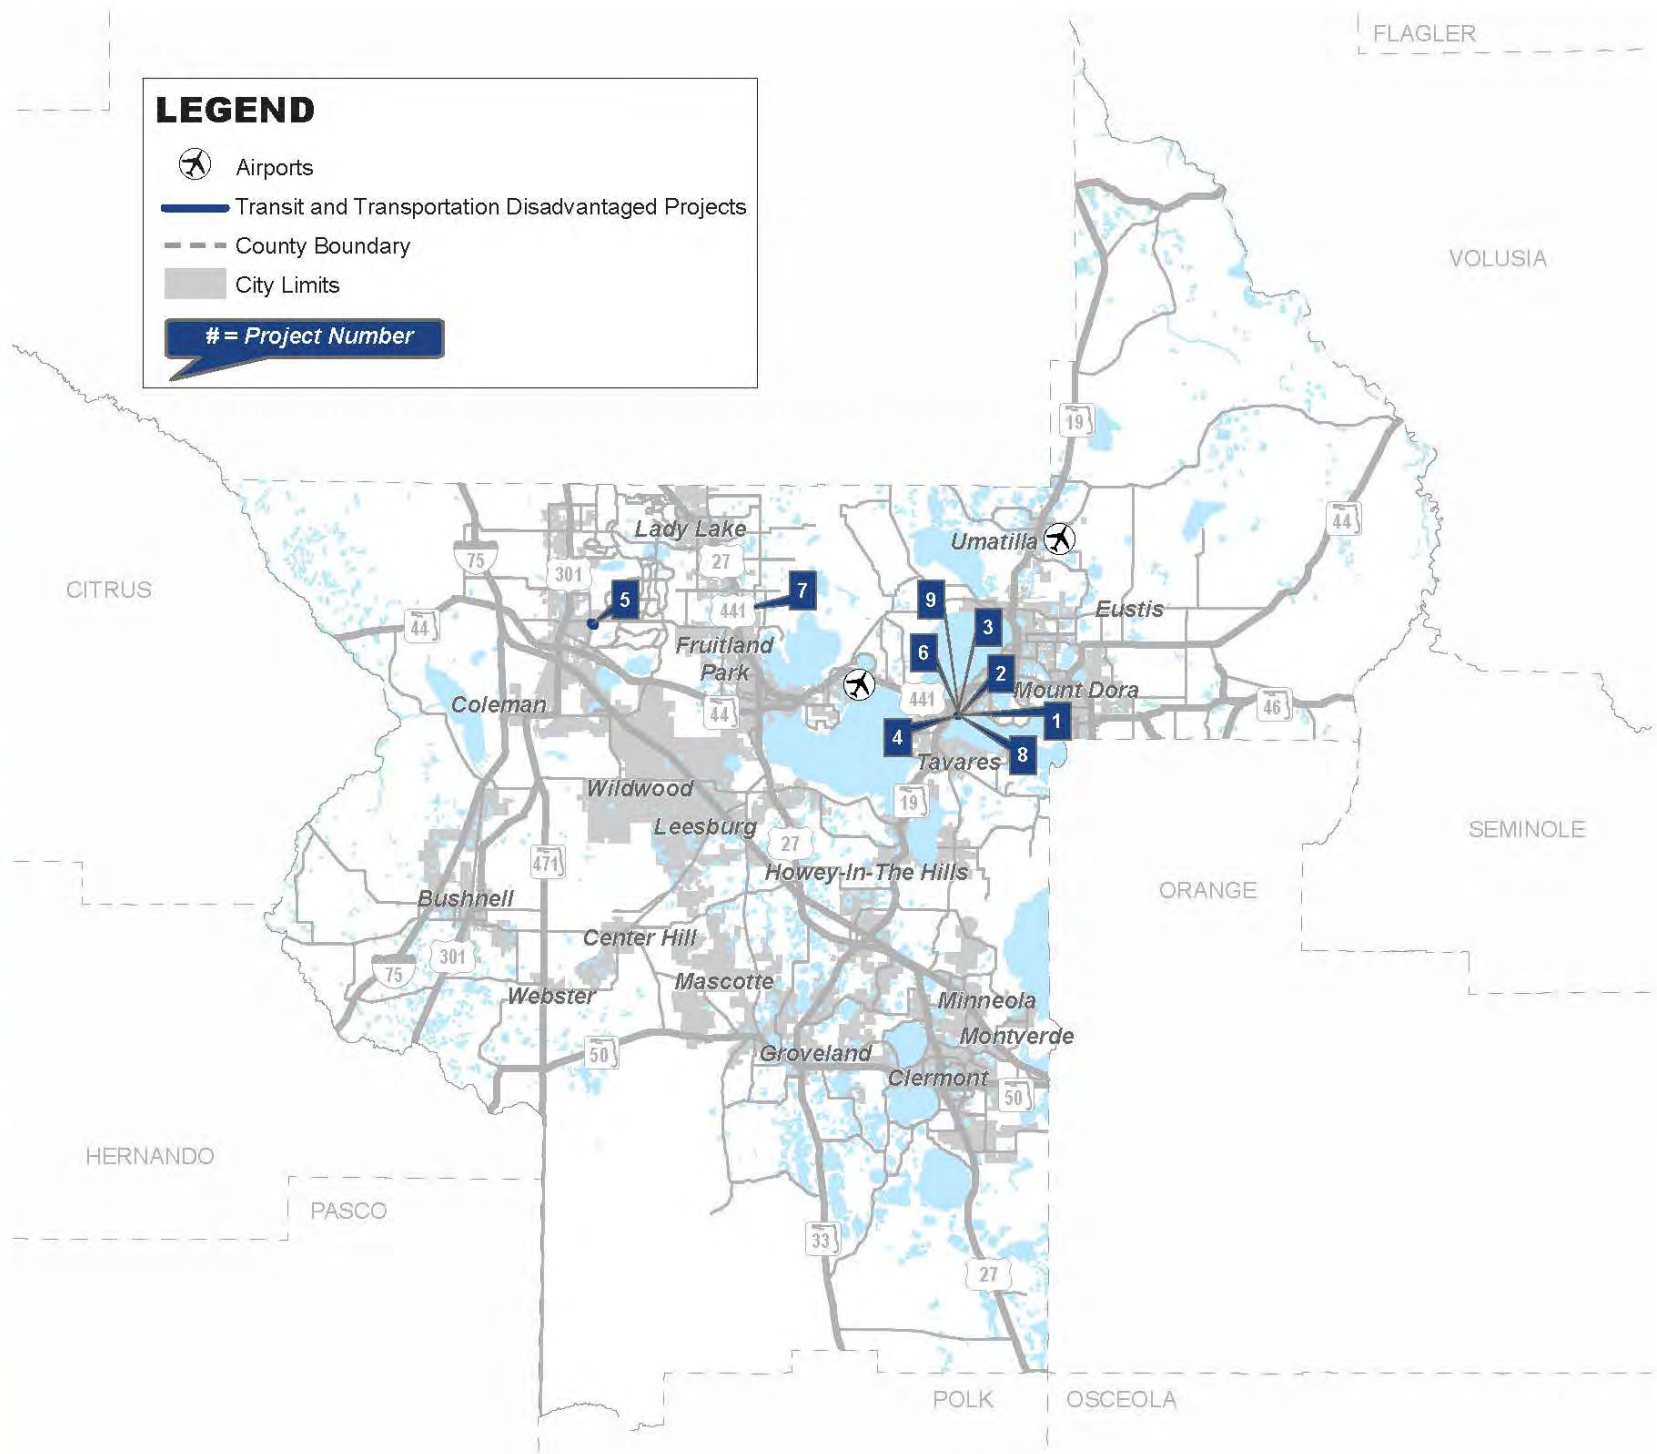 FLAGLER
LEGEND
Airports
Transit and Transportation Disadvantaged Projects
County Boundary
City Limits
# = Project Number
VOLUSIA
19
44
Lady Lake
Umatilla
75
27
301
CITRUS
5
7
9
441
Eustis
44
3
Fruitland
Park
6
2
Mount Dora
441
Coleman
44
46
1
4
8
Tavares
Wildwood
19
Leesburg
SEMINOLE
27
471
Howey-In-The Hills
ORANGE
Bushnell
Center Hill
301
75
Mascotte
Webster
Minneola
Montverde
50
Groveland
Clermont
50
HERNANDO
PASCO
33
27
POLK
OSCEOLA